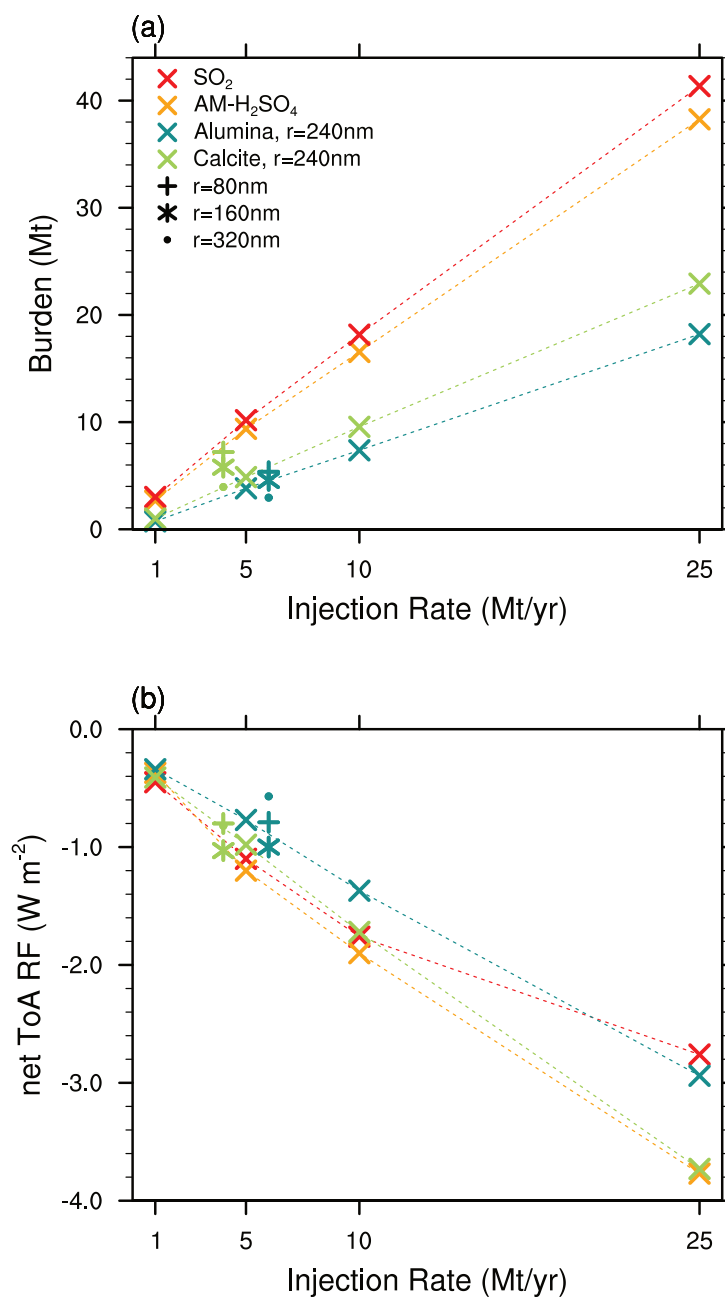 (a)
40
30
20
10
0
Burden (Mt)
SO₂
AM-H₂SO₄
Alumina, r=240nm
Calcite, r=240nm
r=80nm
r=160nm
r=320nm
1 5 10 25
Injection Rate (Mt/yr)
(b)
0.0
-1.0
-2.0
-3.0
-4.0
net ToA RF (W m⁻²)
1 5 10 25
Injection Rate (Mt/yr)